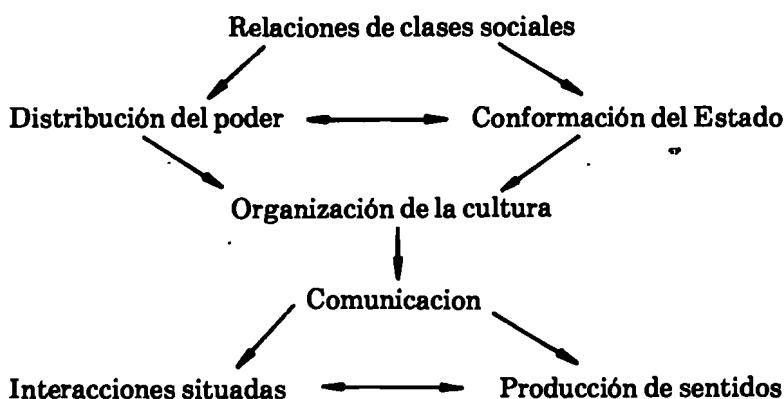 Relaciones de clases sociales
Distribución del poder Conformación del Estado
Organización de la cultura
Comunicacion
Interacciones situadas Producción de sentidos